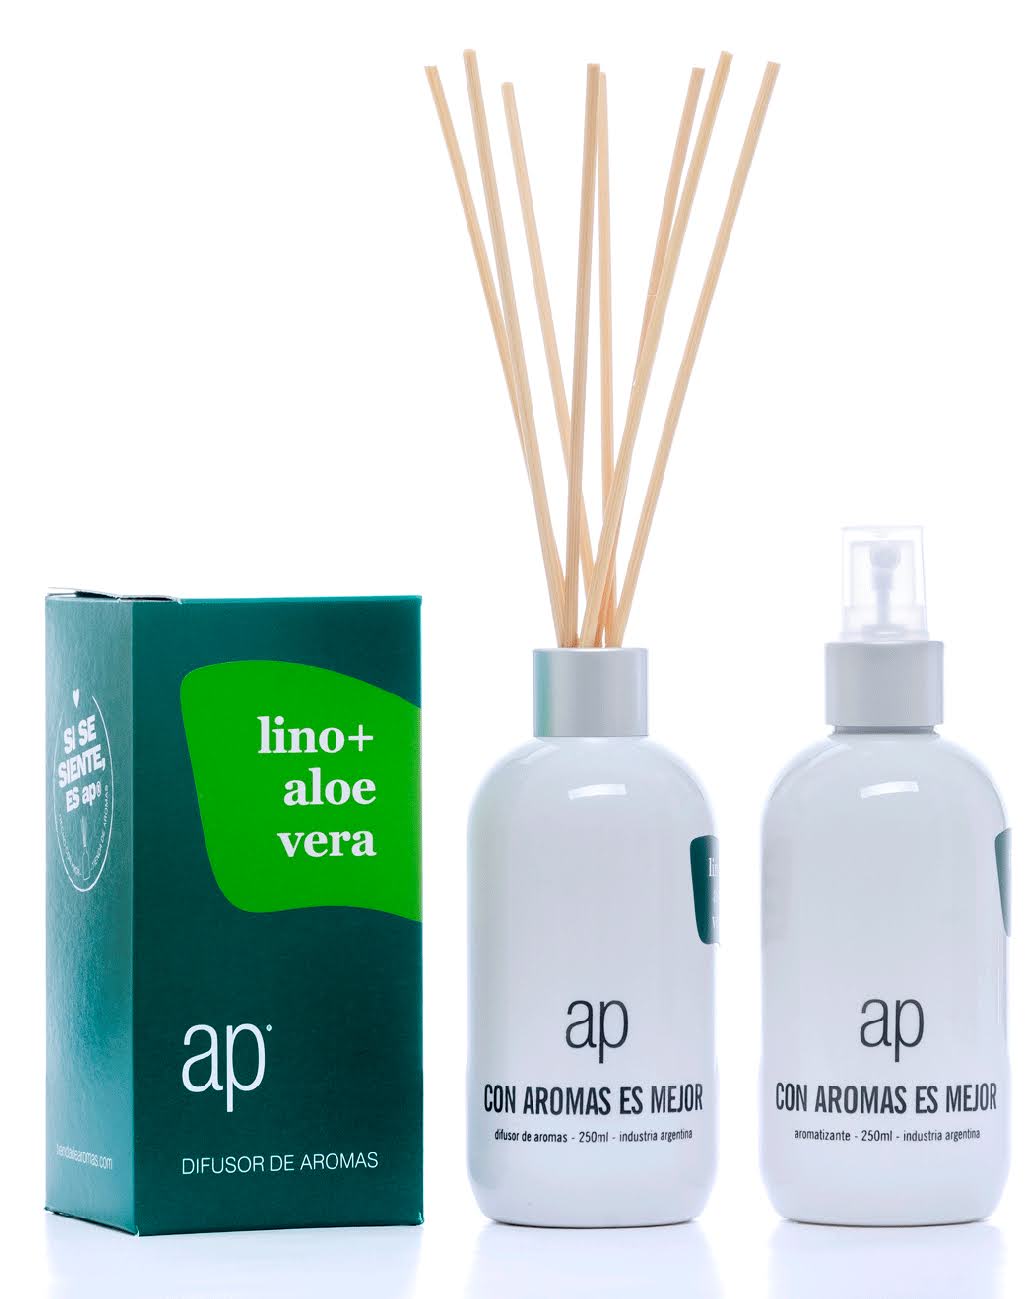 SI SE
SIENTE,
ES ap
lino+
aloe
vera
ap
DIFUSOR DE AROMAS
ap
CON AROMAS ES MEJOR
difusor de aromas - 250ml - industria argentina
ap
CON AROMAS ES MEJOR
aromatizante - 250ml - industria argentina